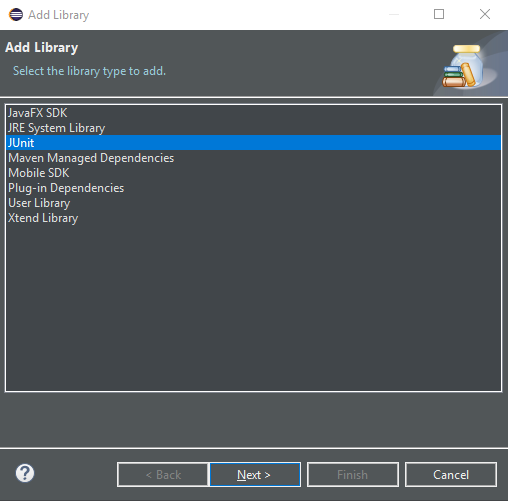 Add Library
Add Library
Select the library type to add.
JavaFX SDK
JRE System Library
JUnit
Maven Managed Dependencies
Mobile SDK
Plug-in Dependencies
User Library
Xtend Library
?
< Back
Next >
Finish
Cancel